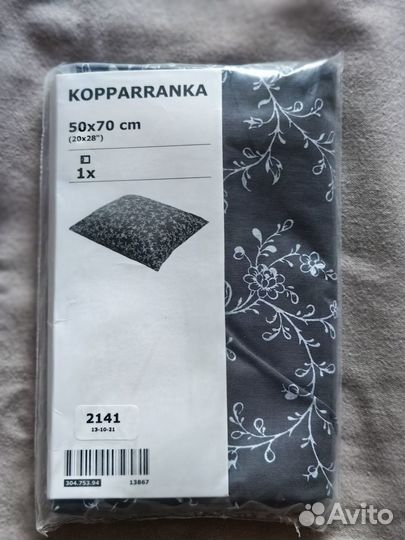 KOPPARRANKA
50x70 cm
(20x28")
1x
2141
13-10-21
304.753.94
13867
Avito